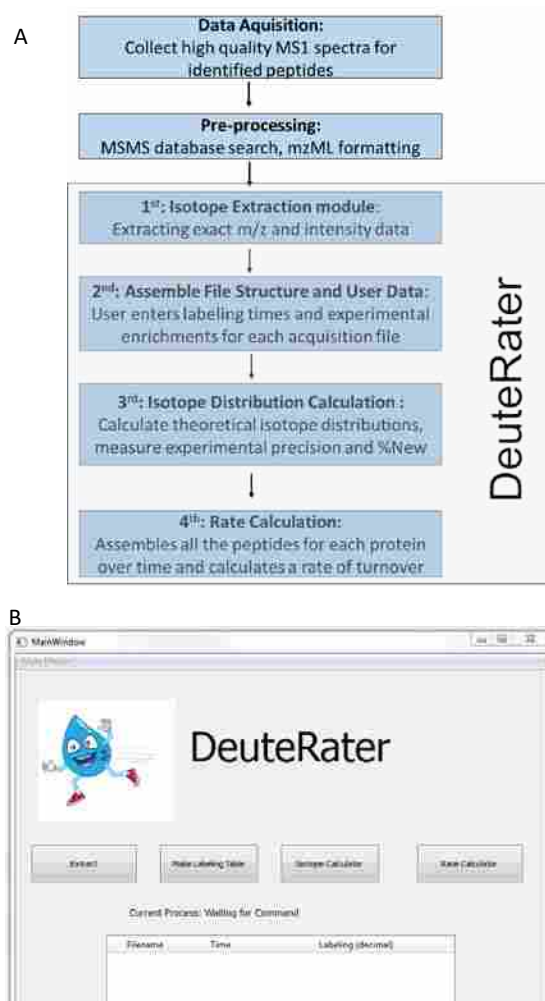 A
Data Aquisition:
Collect high quality MS1 spectra for
identified peptides
Pre-processing:
MSMS database search, mzML formatting
1st: Isotope Extraction module:
Extracting exact m/z and intensity data
2nd: Assemble File Structure and User Data:
User enters labeling times and experimental
enrichments for each acquisition file
3rd: Isotope Distribution Calculation :
Calculate theoretical isotope distributions,
measure experimental precision and %New
4th: Rate Calculation:
Assembles all the peptides for each protein
over time and calculates a rate of turnover
DeuteRater
B
MainWindow
DeuteRater
Extract
Make Labeling Table
Isotope Calculator
Rate Calculator
Current Process: Waiting for Command
Filename Time Labeling (decimal)